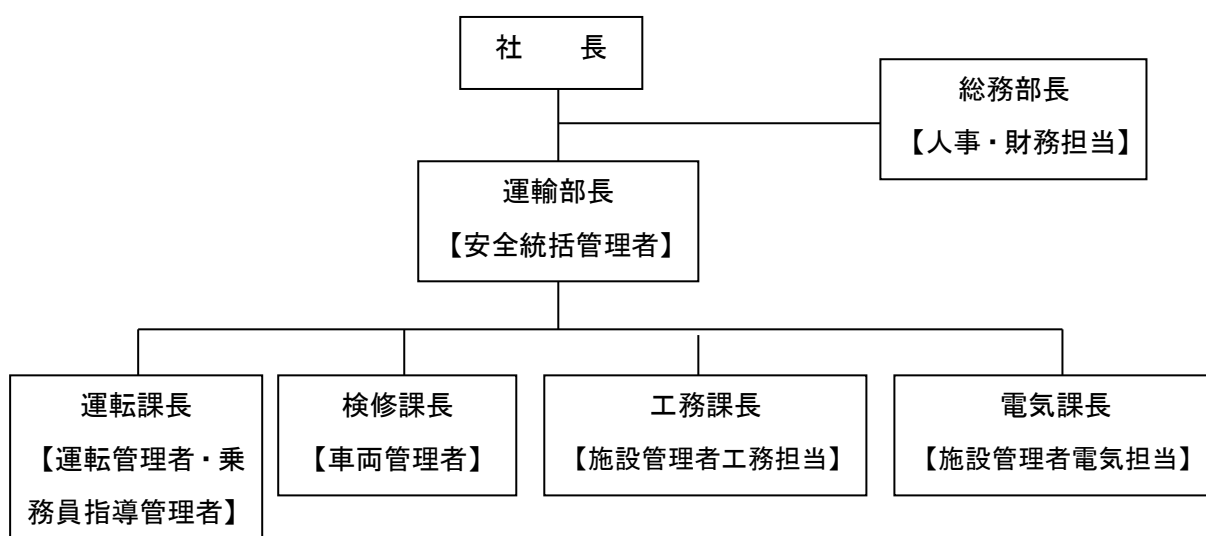 社　　長
総務部長
【人事・財務担当】
運輸部長
【安全統括管理者】
運転課長
【運転管理者・乗
務員指導管理者】
検修課長
【車両管理者】
工務課長
【施設管理者工務担当】
電気課長
【施設管理者電気担当】